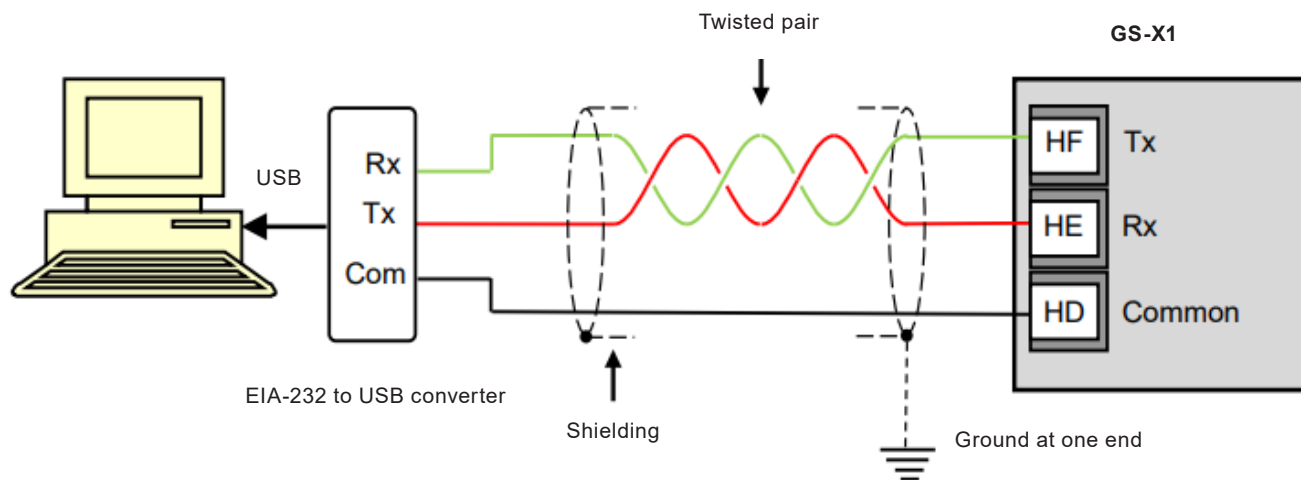 Twisted pair
GS-X1
Rx
HF
Tx
USB
Tx
HE
Rx
Com
HD
Common
EIA-232 to USB converter
Shielding
Ground at one end